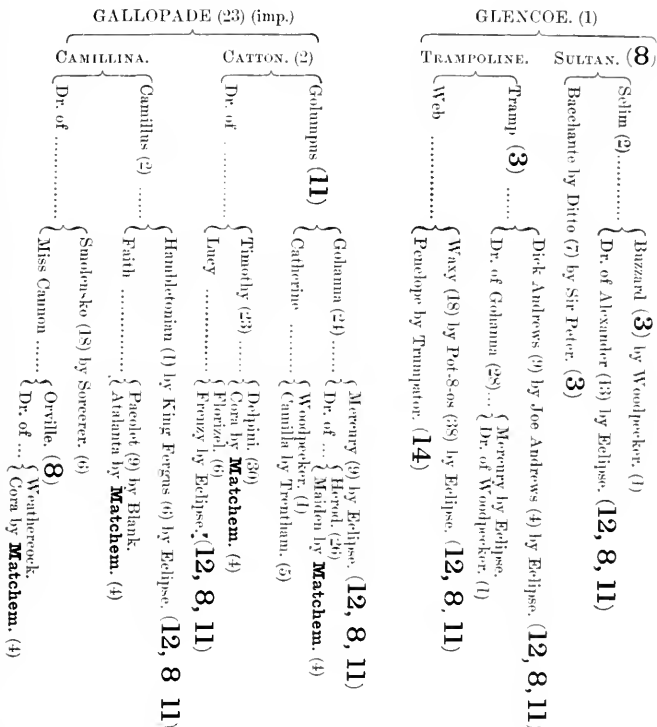 GALLOPADE (23) (imp.)
GLENCOE. (1)
CAMILLINA.
CATTON. (2)
TRAMPOLINE.
SULTAN. (8)
Dr. of
Camillus (2)
Dr. of
Golumpus (11)
Web
Tramp (3)
Bacchante by Ditto (7) by Sir Peter. (3)
Selim (2)
Miss Cannon
Smolensko (18) by Sorcerer. (6)
Faith
Hambletonian (1) by King Fergus (6) by Eclipse. (12, 8 11)
Lucy
Timothy (23)
Catherine
Gohanna (24)
Penelope by Trumpator. (14)
Waxy (18) by Pot-8-os (38) by Eclipse. (12, 8, 11)
Dr. of Gohanna (28)
Dick Andrews (9) by Joe Andrews (4) by Eclipse. (12, 8, 11
Dr. of Alexander (13) by Eclipse. (12, 8, 11)
Buzzard (3) by Woodpecker. (1)
Dr. of ...
Orville. (8)
Atalanta by Matchem. (4)
Pacolet (9) by Blank.
Frenzy by Eclipse. (12, 8, 11)
Florizel. (6)
Cora by Matchem. (4)
Delpini. (30)
Camilla by Trentham. (5)
Woodpecker. (1)
Dr. of ...
Mercury (9) by Eclipse. (12, 8, 11)
Dr. of Woodpecker. (1)
Mercury by Eclipse.
Cora by Matchem. (4)
Weathercock.
Maiden by Matchem. (4)
Herod. (26)